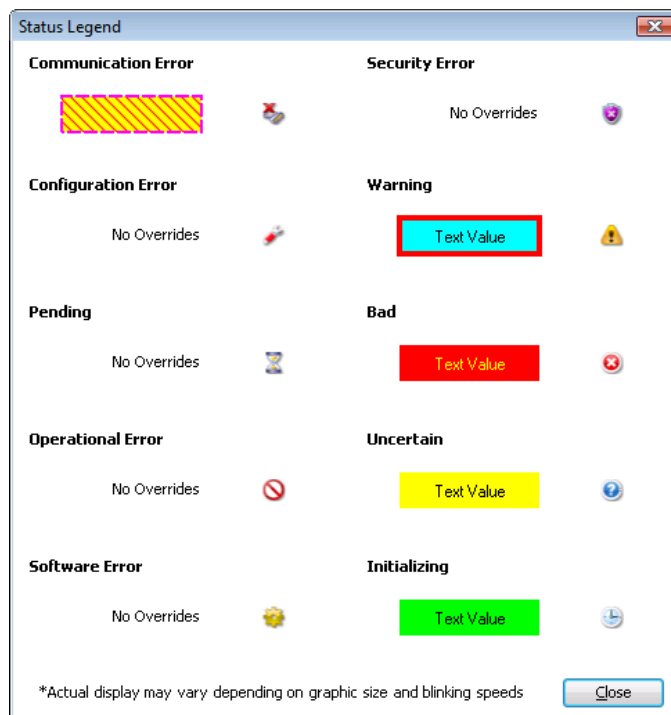 Status Legend
Communication Error
Security Error
No Overrides
Configuration Error
Warning
No Overrides
Text Value
Pending
Bad
No Overrides
Text Value
Operational Error
Uncertain
No Overrides
Text Value
Software Error
Initializing
No Overrides
Text Value
*Actual display may vary depending on graphic size and blinking speeds
Close